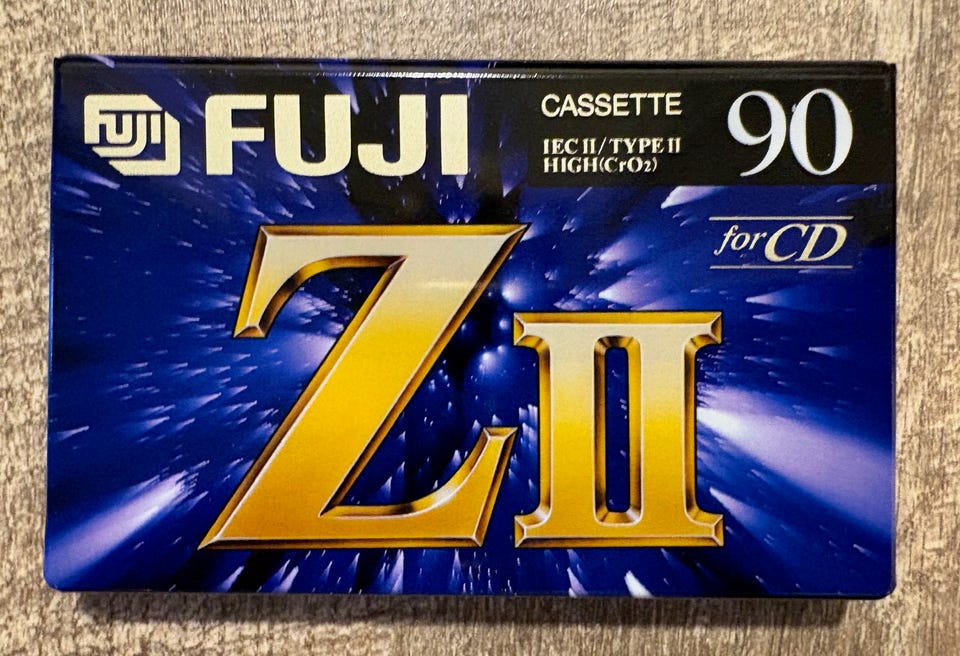 FUJI FUJI
CASSETTE
IEC II/TYPE II
HIGH(CrO₂)
90
for CD
ZII